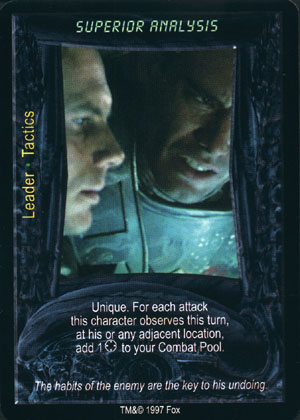 SUPERIOR ANALYSIS
Leader · Tactics
Unique. For each attack
this character observes this turn,
at his or any adjacent location,
add 1 to your Combat Pool.
The habits of the enemy are the key to his undoing.
TM&© 1997 Fox